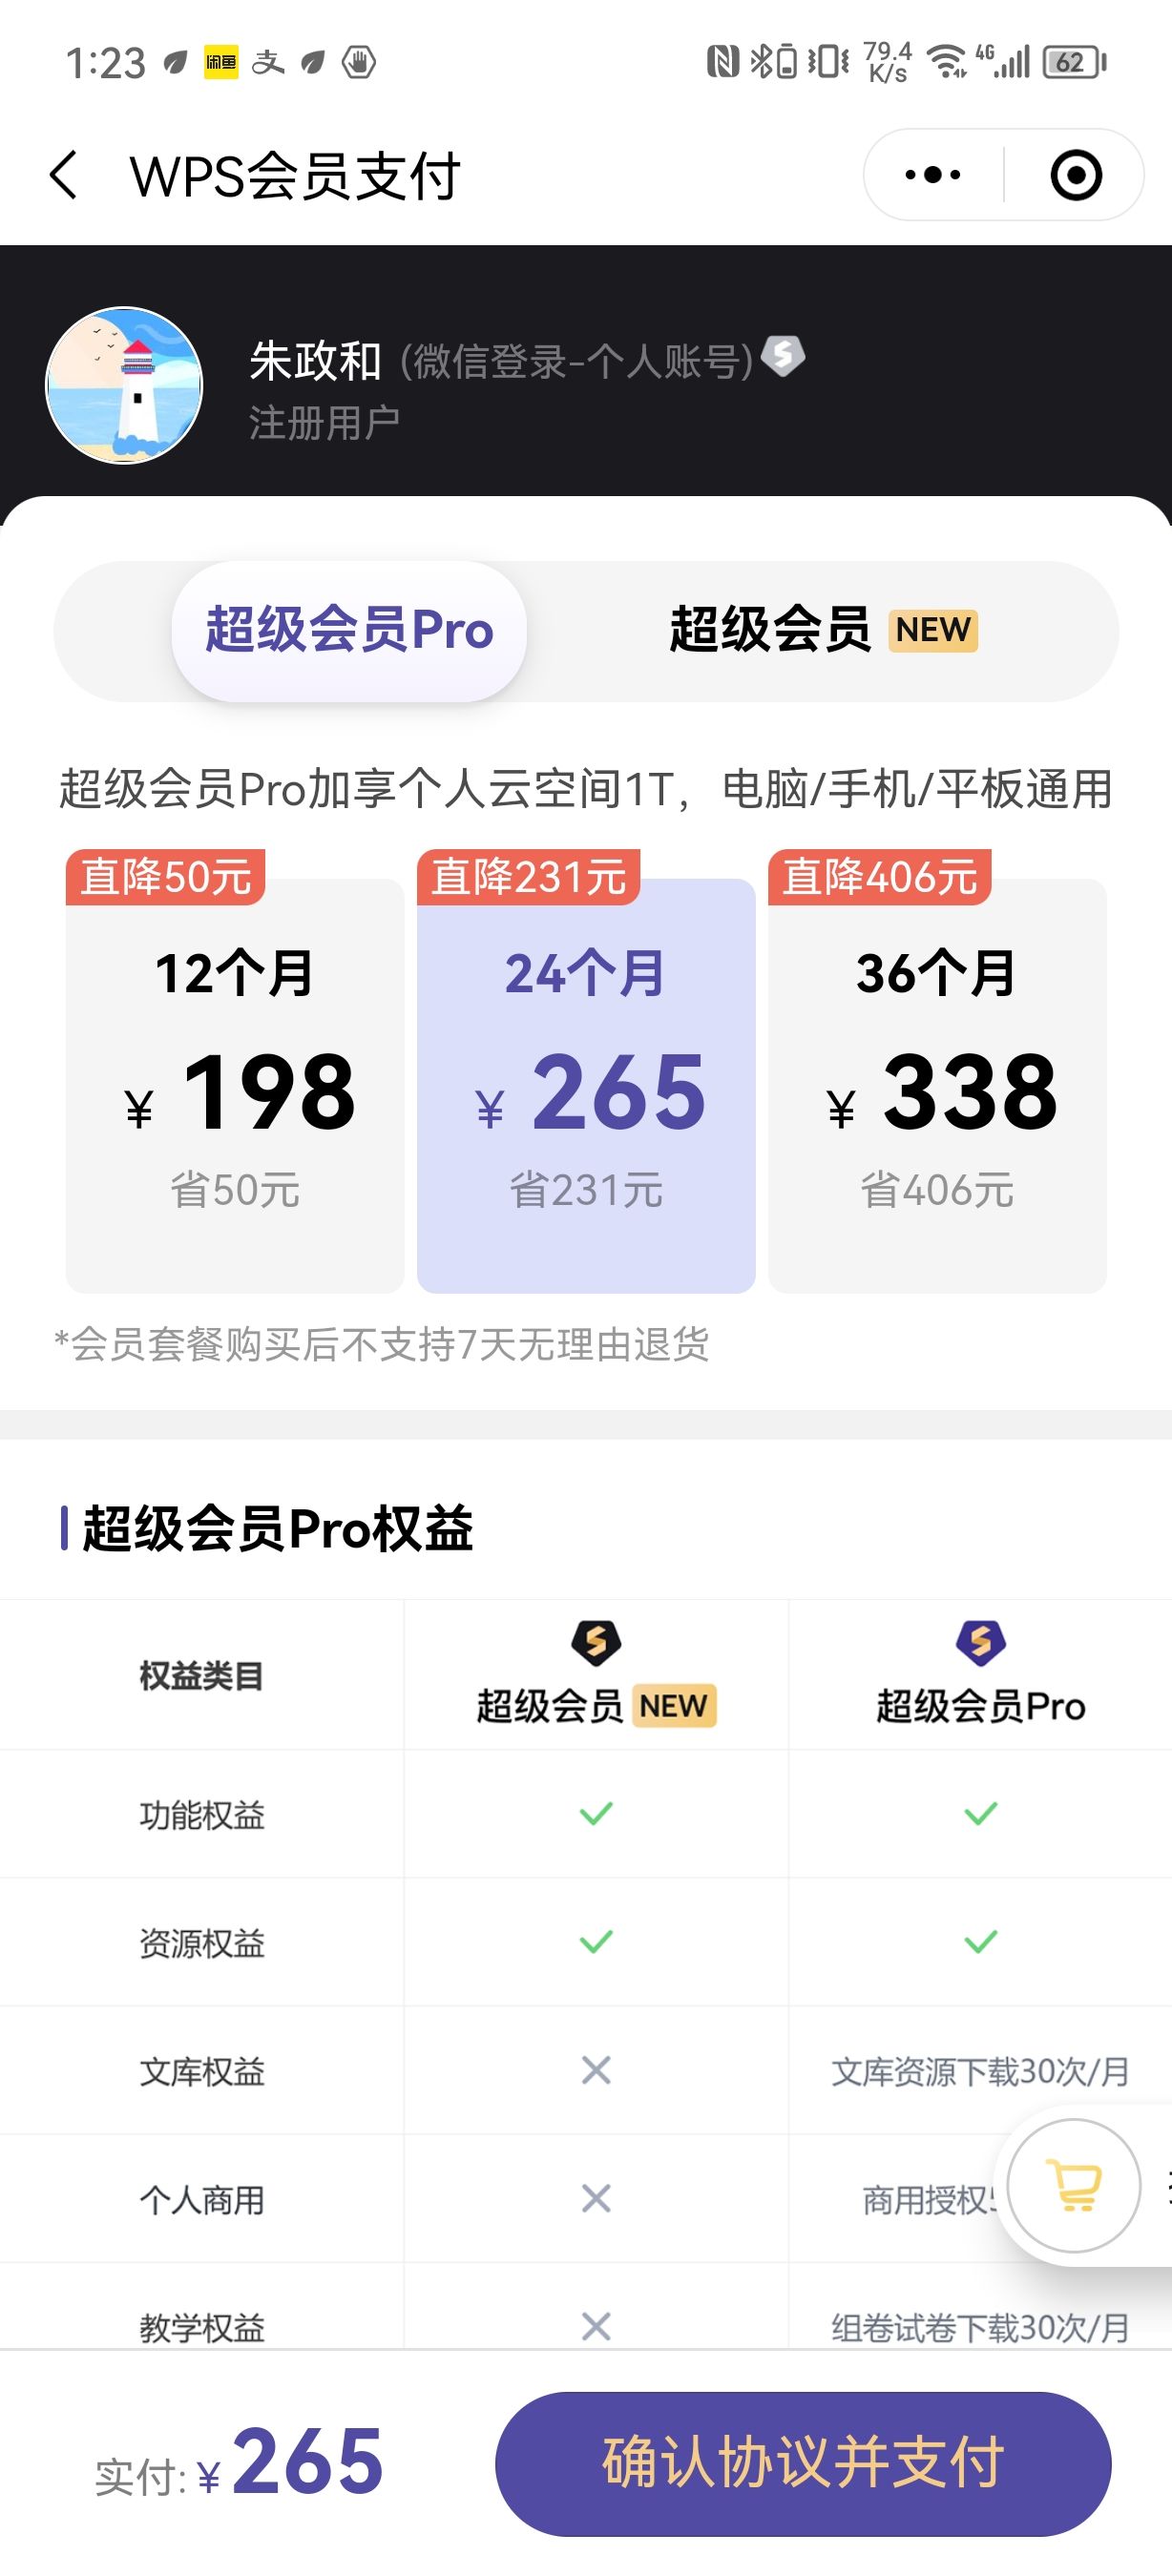 1:23 闲鱼 支 79.4 K/s 4G 62
WPS会员支付
朱政和 (微信登录-个人账号)
注册用户
超级会员Pro 超级会员 NEW
超级会员Pro加享个人云空间1T，电脑/手机/平板通用
直降50元 直降231元 直降406元
12个月 24个月 36个月
¥ 198 ¥ 265 ¥ 338
省50元 省231元 省406元
*会员套餐购买后不支持7天无理由退货
超级会员Pro权益
权益类目 超级会员 NEW 超级会员Pro
功能权益
资源权益
文库权益 文库资源下载30次/月
个人商用 商用授权
教学权益 组卷试卷下载30次/月
实付:¥265 确认协议并支付